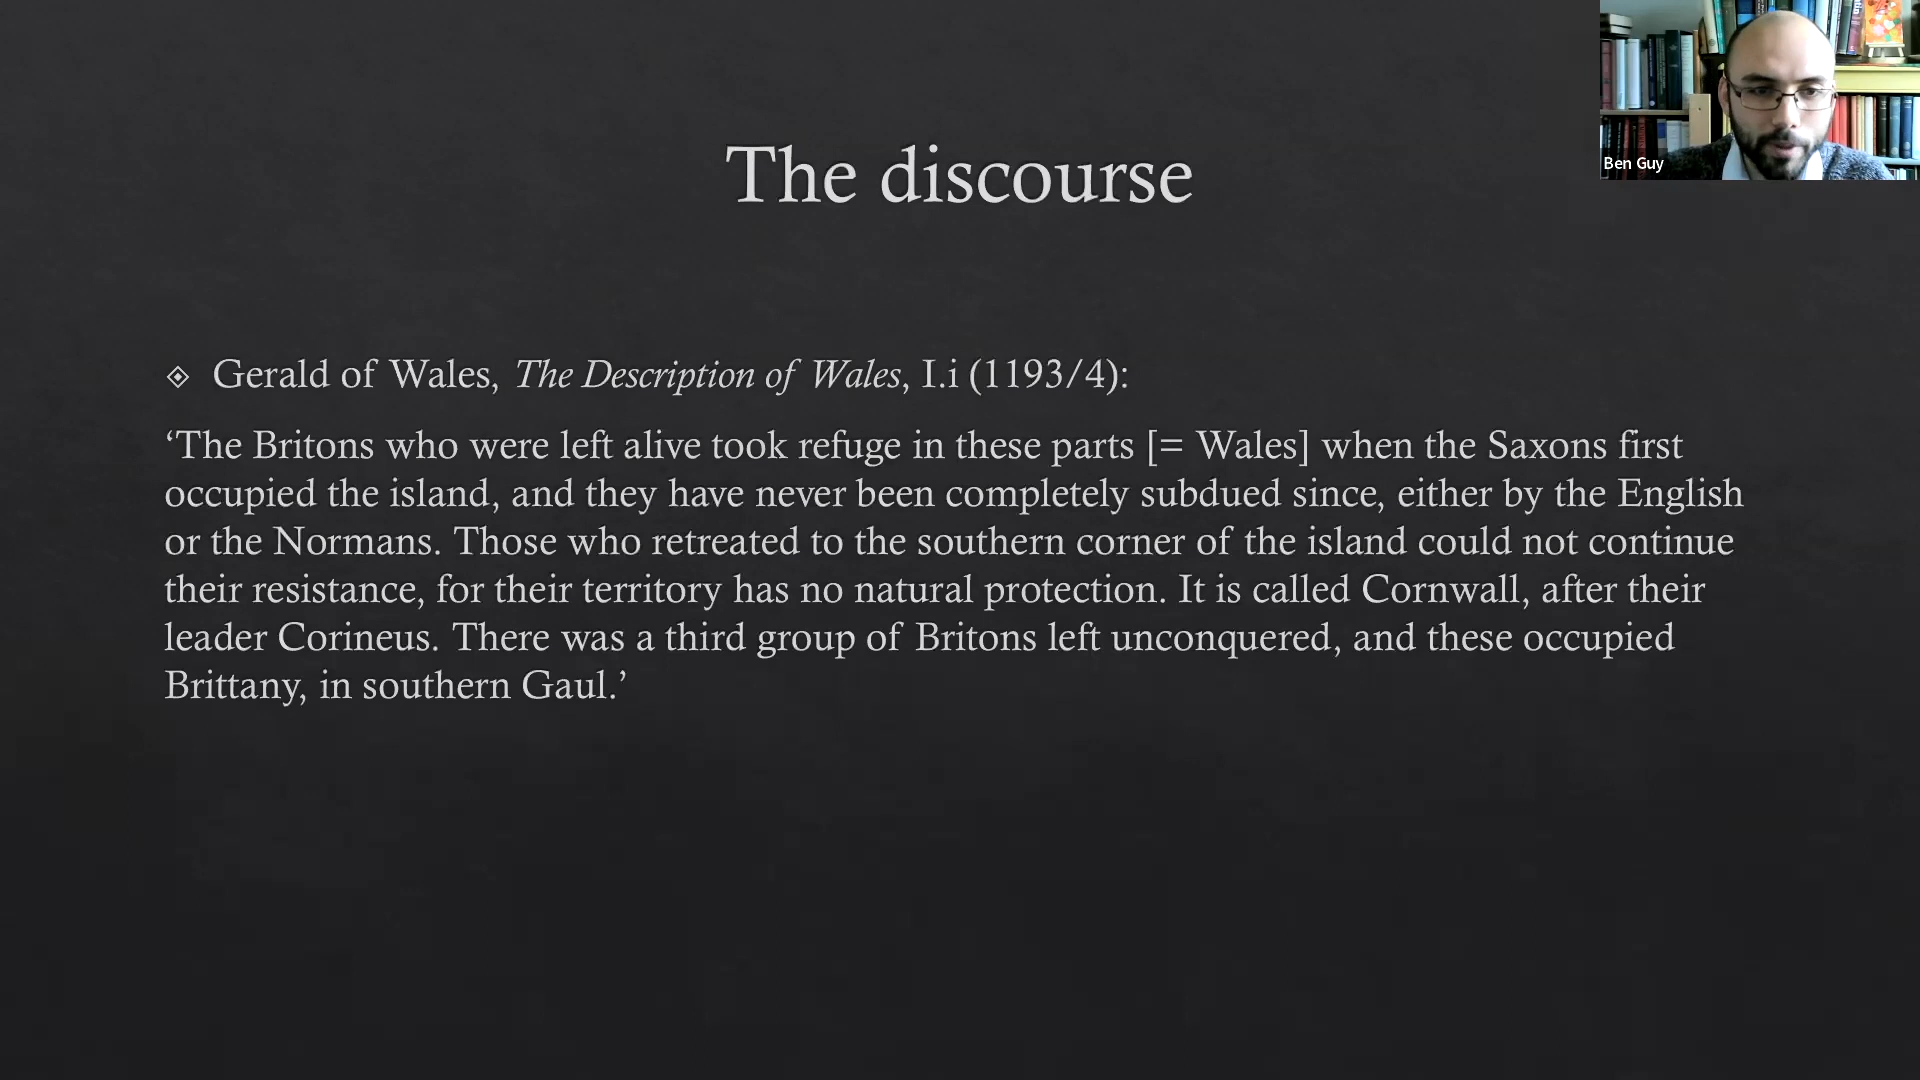 The discourse
Ben Guy
Gerald of Wales, The Description of Wales, I.i (1193/4):
‘The Britons who were left alive took refuge in these parts [= Wales] when the Saxons first
occupied the island, and they have never been completely subdued since, either by the English
or the Normans. Those who retreated to the southern corner of the island could not continue
their resistance, for their territory has no natural protection. It is called Cornwall, after their
leader Corineus. There was a third group of Britons left unconquered, and these occupied
Brittany, in southern Gaul.’